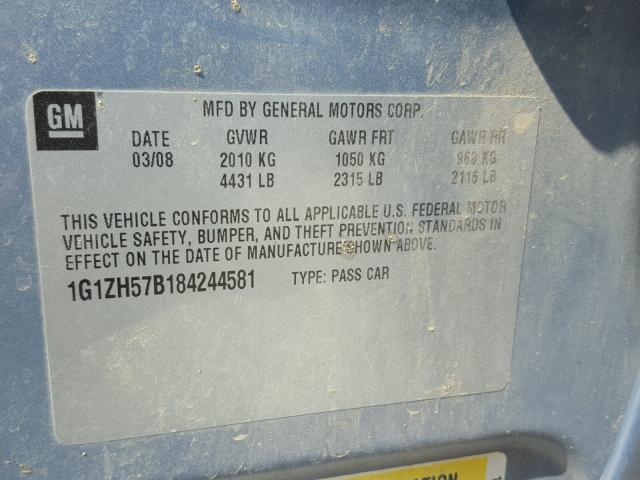 GM
MFD BY GENERAL MOTORS CORP.
DATE GVWR GAWR FRT GAWR RR
03/08 2010 KG 1050 KG 960 KG
4431 LB 2315 LB 2116 LB
THIS VEHICLE CONFORMS TO ALL APPLICABLE U.S. FEDERAL MOTOR
VEHICLE SAFETY, BUMPER, AND THEFT PREVENTION STANDARDS IN
EFFECT ON THE DATE OF MANUFACTURE SHOWN ABOVE.
1G1ZH57B184244581 TYPE: PASS CAR